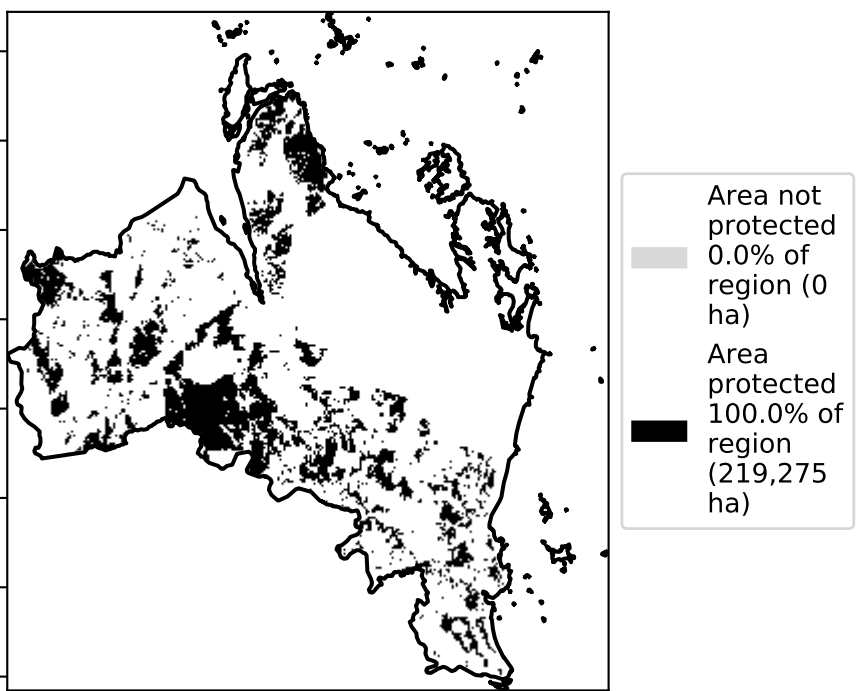 Area not
protected
0.0% of
region (0
ha)
Area
protected
100.0% of
region
(219,275
ha)